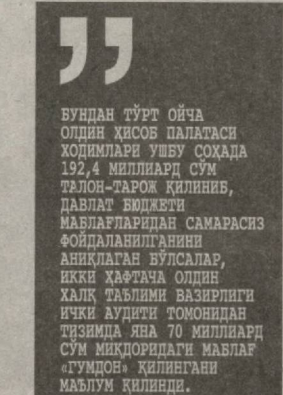 ”
БУНДАН ТЎРТ ОЙЧА
ОЛДИН ҲИСОБ ПАЛАТАСИ
ХОДИМЛАРИ УШБУ СОҲАДА
192,4 МИЛЛИАРД СЎМ
ТАЛОН-ТАРОЖ ҚИЛИНИБ,
ДАВЛАТ БЮДЖЕТИ
МАБЛАҒЛАРИДАН САМАРАСИЗ
ФОЙДАЛАНИЛГАНИНИ
АНИҚЛАГАН БЎЛСАЛАР,
ИККИ ҲАФТАЧА ОЛДИН
ХАЛҚ ТАЪЛИМИ ВАЗИРЛИГИ
ИЧКИ АУДИТИ ТОМОНИДАН
ТИЗИМДА ЯНА 70 МИЛЛИАРД
СЎМ МИҚДОРИДАГИ МАБЛАҒ
«ГУМДОН» ҚИЛИНГАНИ
МАЪЛУМ ҚИЛИНДИ.